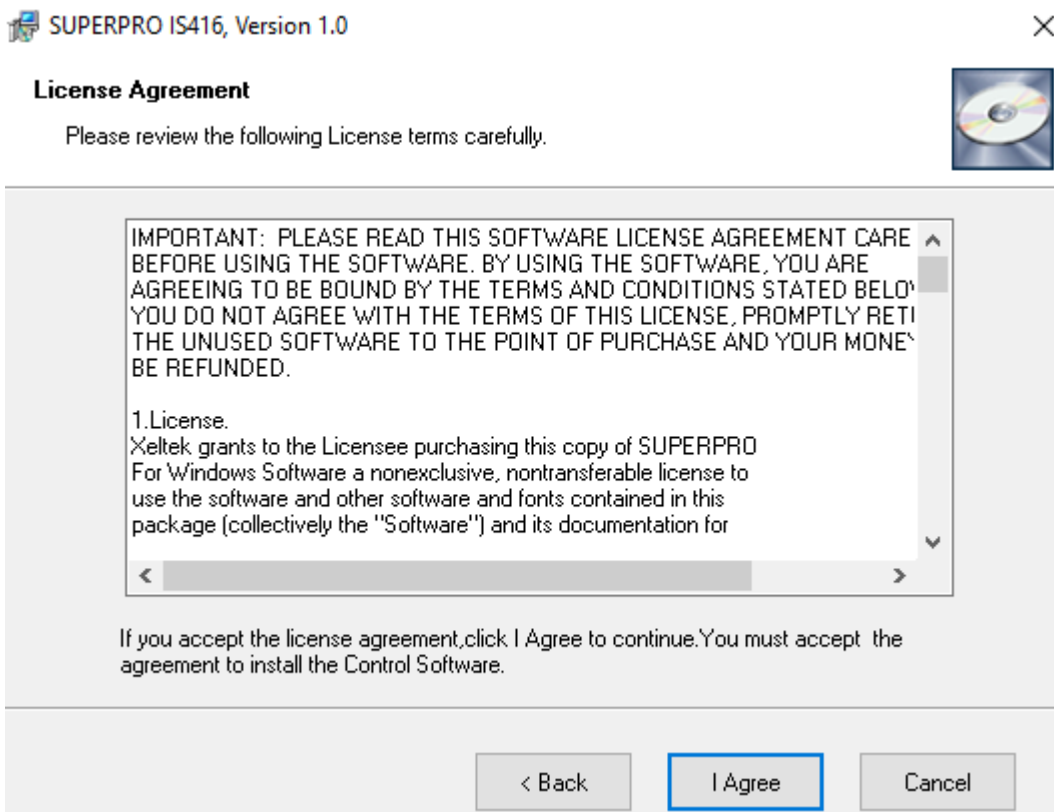 SUPERPRO IS416, Version 1.0
License Agreement
Please review the following License terms carefully.
IMPORTANT:  PLEASE READ THIS SOFTWARE LICENSE AGREEMENT CARE
BEFORE USING THE SOFTWARE. BY USING THE SOFTWARE, YOU ARE
AGREEING TO BE BOUND BY THE TERMS AND CONDITIONS STATED
YOU DO NOT AGREE WITH THE TERMS OF THIS LICENSE, PROMPTLY
THE UNUSED SOFTWARE TO THE POINT OF PURCHASE AND YOUR
BE REFUNDED.
1.License.
Xeltek grants to the Licensee purchasing this copy of SUPERPRO
For Windows Software a nonexclusive, nontransferable license to
use the software and other software and fonts contained in this
package (collectively the "Software") and its documentation for
If you accept the license agreement,click I Agree to continue.You must accept  the
agreement to install the Control Software.
< Back
I Agree
Cancel